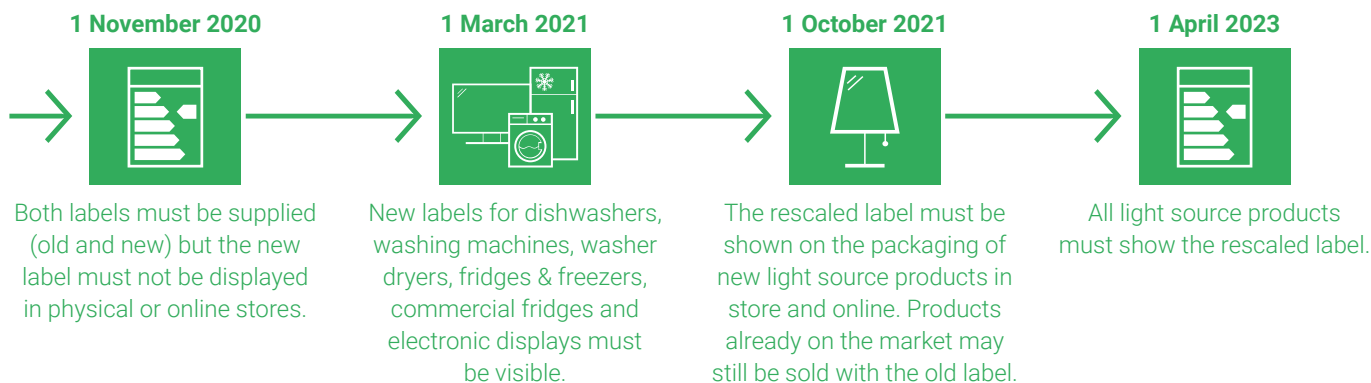 1 November 2020
Both labels must be supplied
(old and new) but the new
label must not be displayed
in physical or online stores.
1 March 2021
New labels for dishwashers,
washing machines, washer
dryers, fridges & freezers,
commercial fridges and
electronic displays must
be visible.
1 October 2021
The rescaled label must be
shown on the packaging of
new light source products in
store and online. Products
already on the market may
still be sold with the old label.
1 April 2023
All light source products
must show the rescaled label.